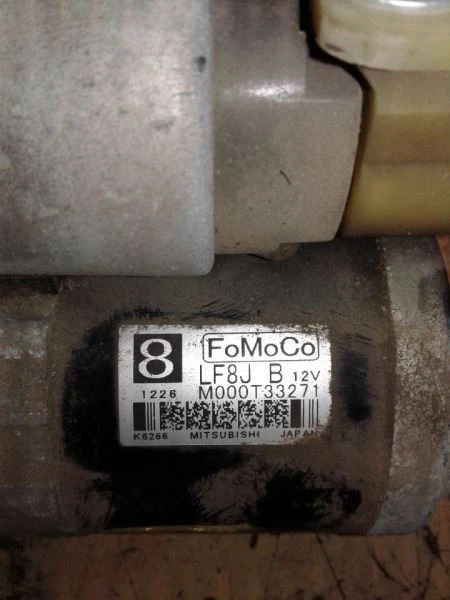 8 FoMoCo
LF8J B 12V
1226 M000T33271
K6266 MITSUBISHI JAPAN